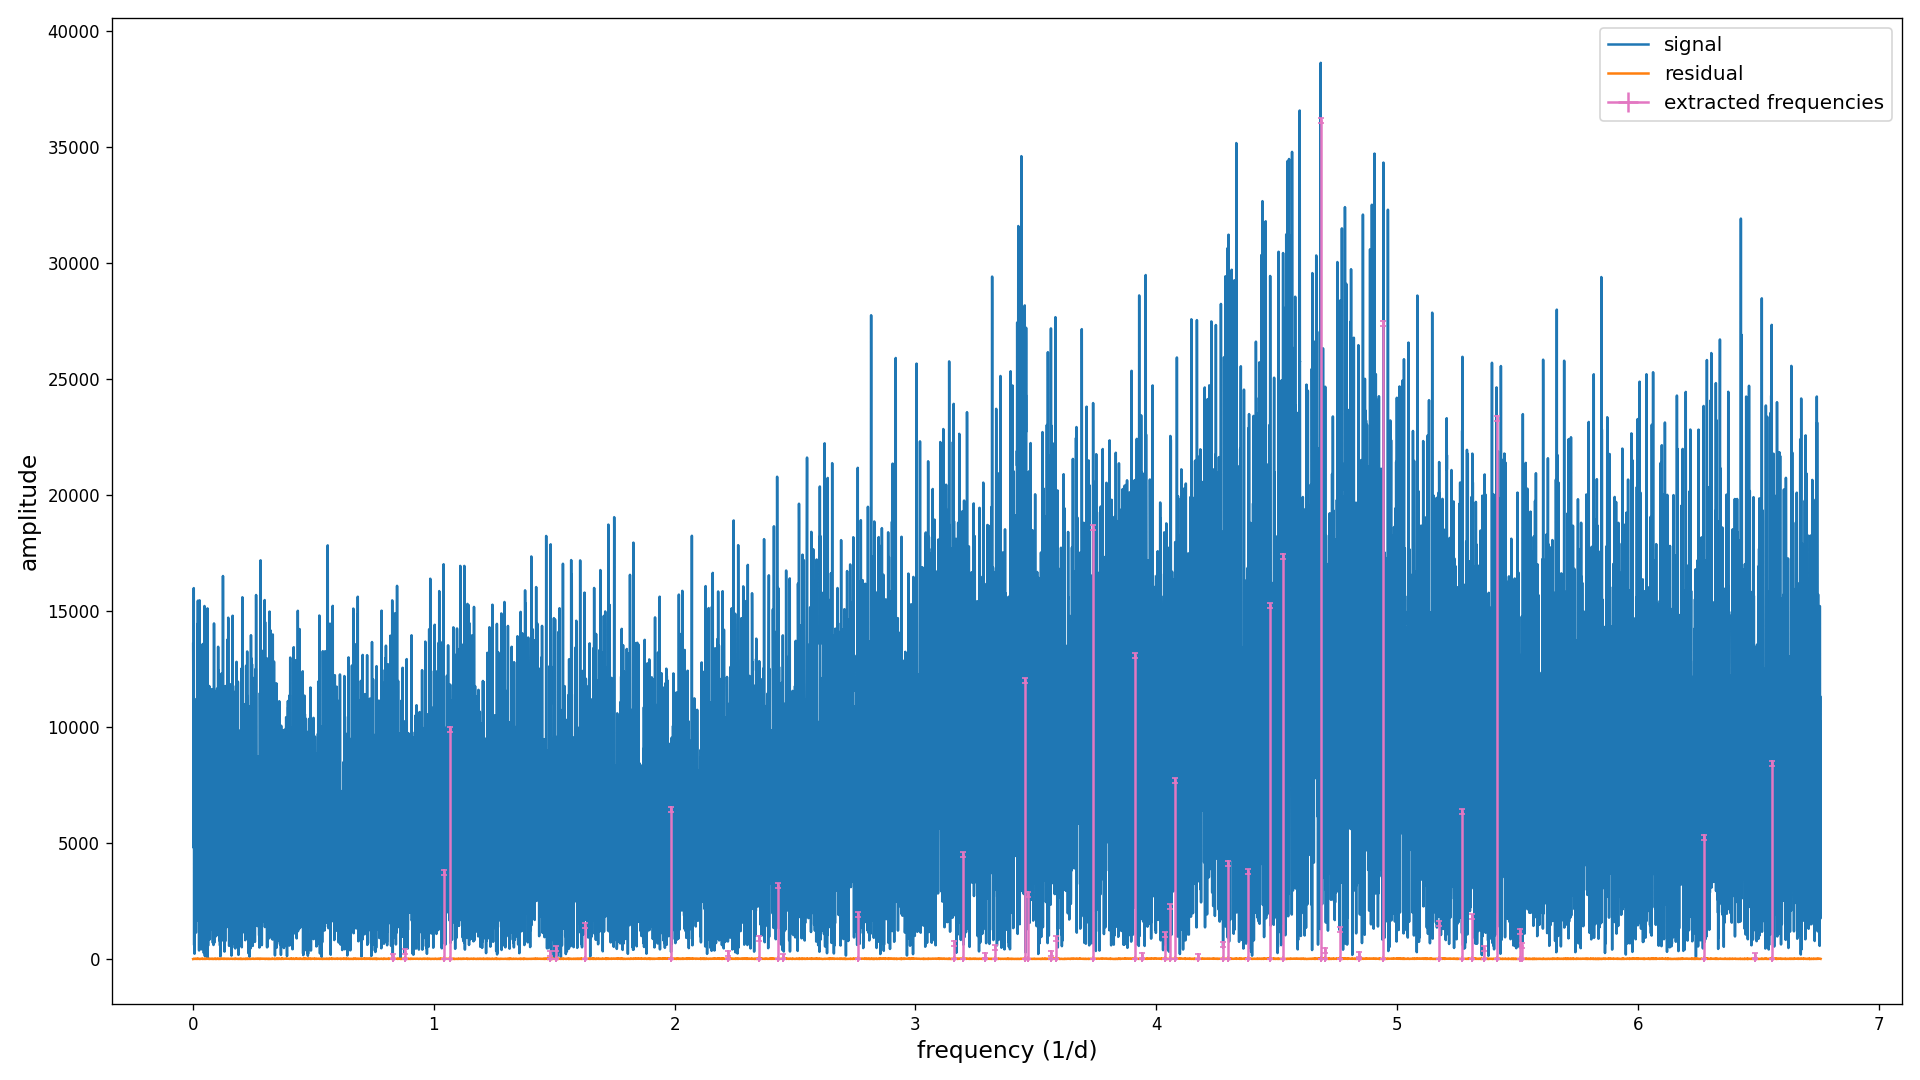 signal
residual
extracted frequencies
40000
35000
30000
25000
20000
15000
10000
5000
0
amplitude
0 1 2 3 4 5 6 7
frequency (1/d)